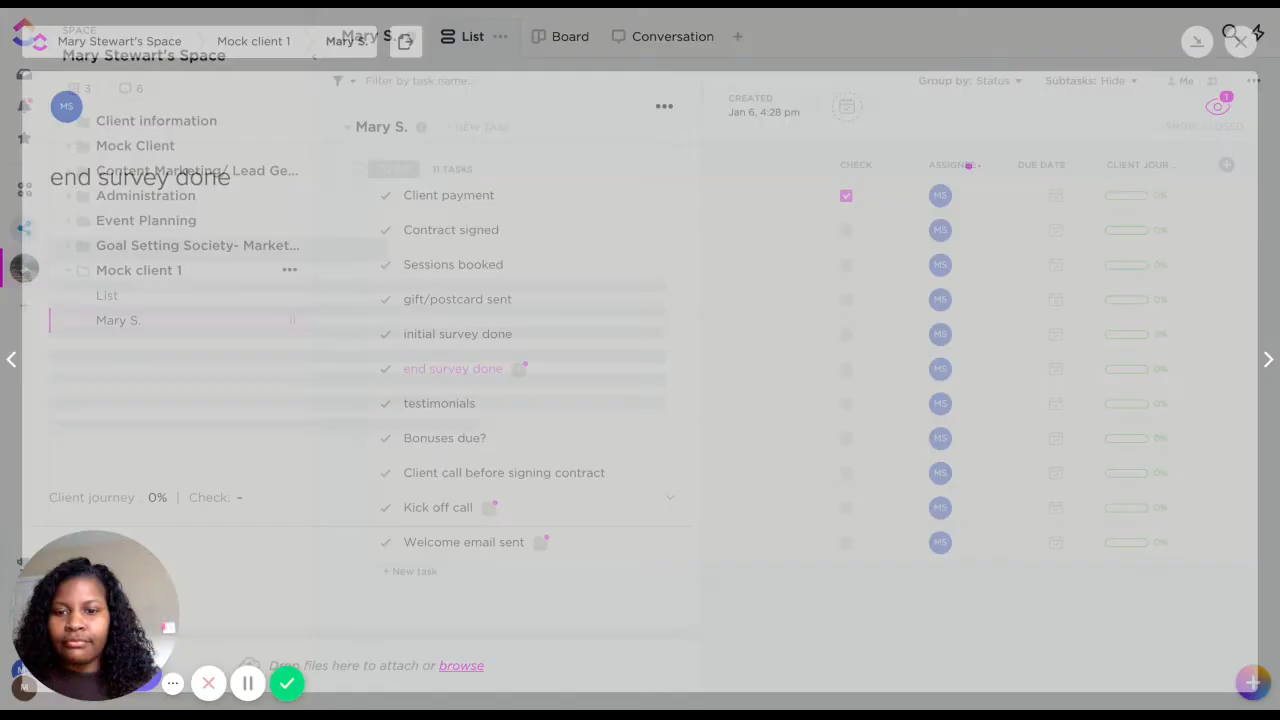 SPACE
Mary Stewart's Space
Mary Stewart's Space
Mock client 1
Mary S.
Mary S.
List
Board
Conversation
Filter by task name...
Group by: Status
Subtasks: Hide
Me
3
6
MS
CREATED
Jan 6, 4:28 pm
1
Client information
Mary S.
+ NEW TASK
SHOW CLOSED
Mock Client
Content Marketing/ Lead Ge...
end survey done
11 TASKS
CHECK
ASSIGNEE
DUE DATE
CLIENT JOUR...
Administration
Client payment
MS
0%
Event Planning
Contract signed
MS
0%
Goal Setting Society- Market...
Sessions booked
MS
0%
Mock client 1
List
gift/postcard sent
MS
0%
Mary S.
initial survey done
MS
0%
end survey done
MS
0%
testimonials
MS
0%
Bonuses due?
MS
0%
Client call before signing contract
MS
0%
Client journey : 0% | Check: –
Kick off call
MS
0%
Welcome email sent
MS
0%
+ New task
Drop files here to attach or browse
M